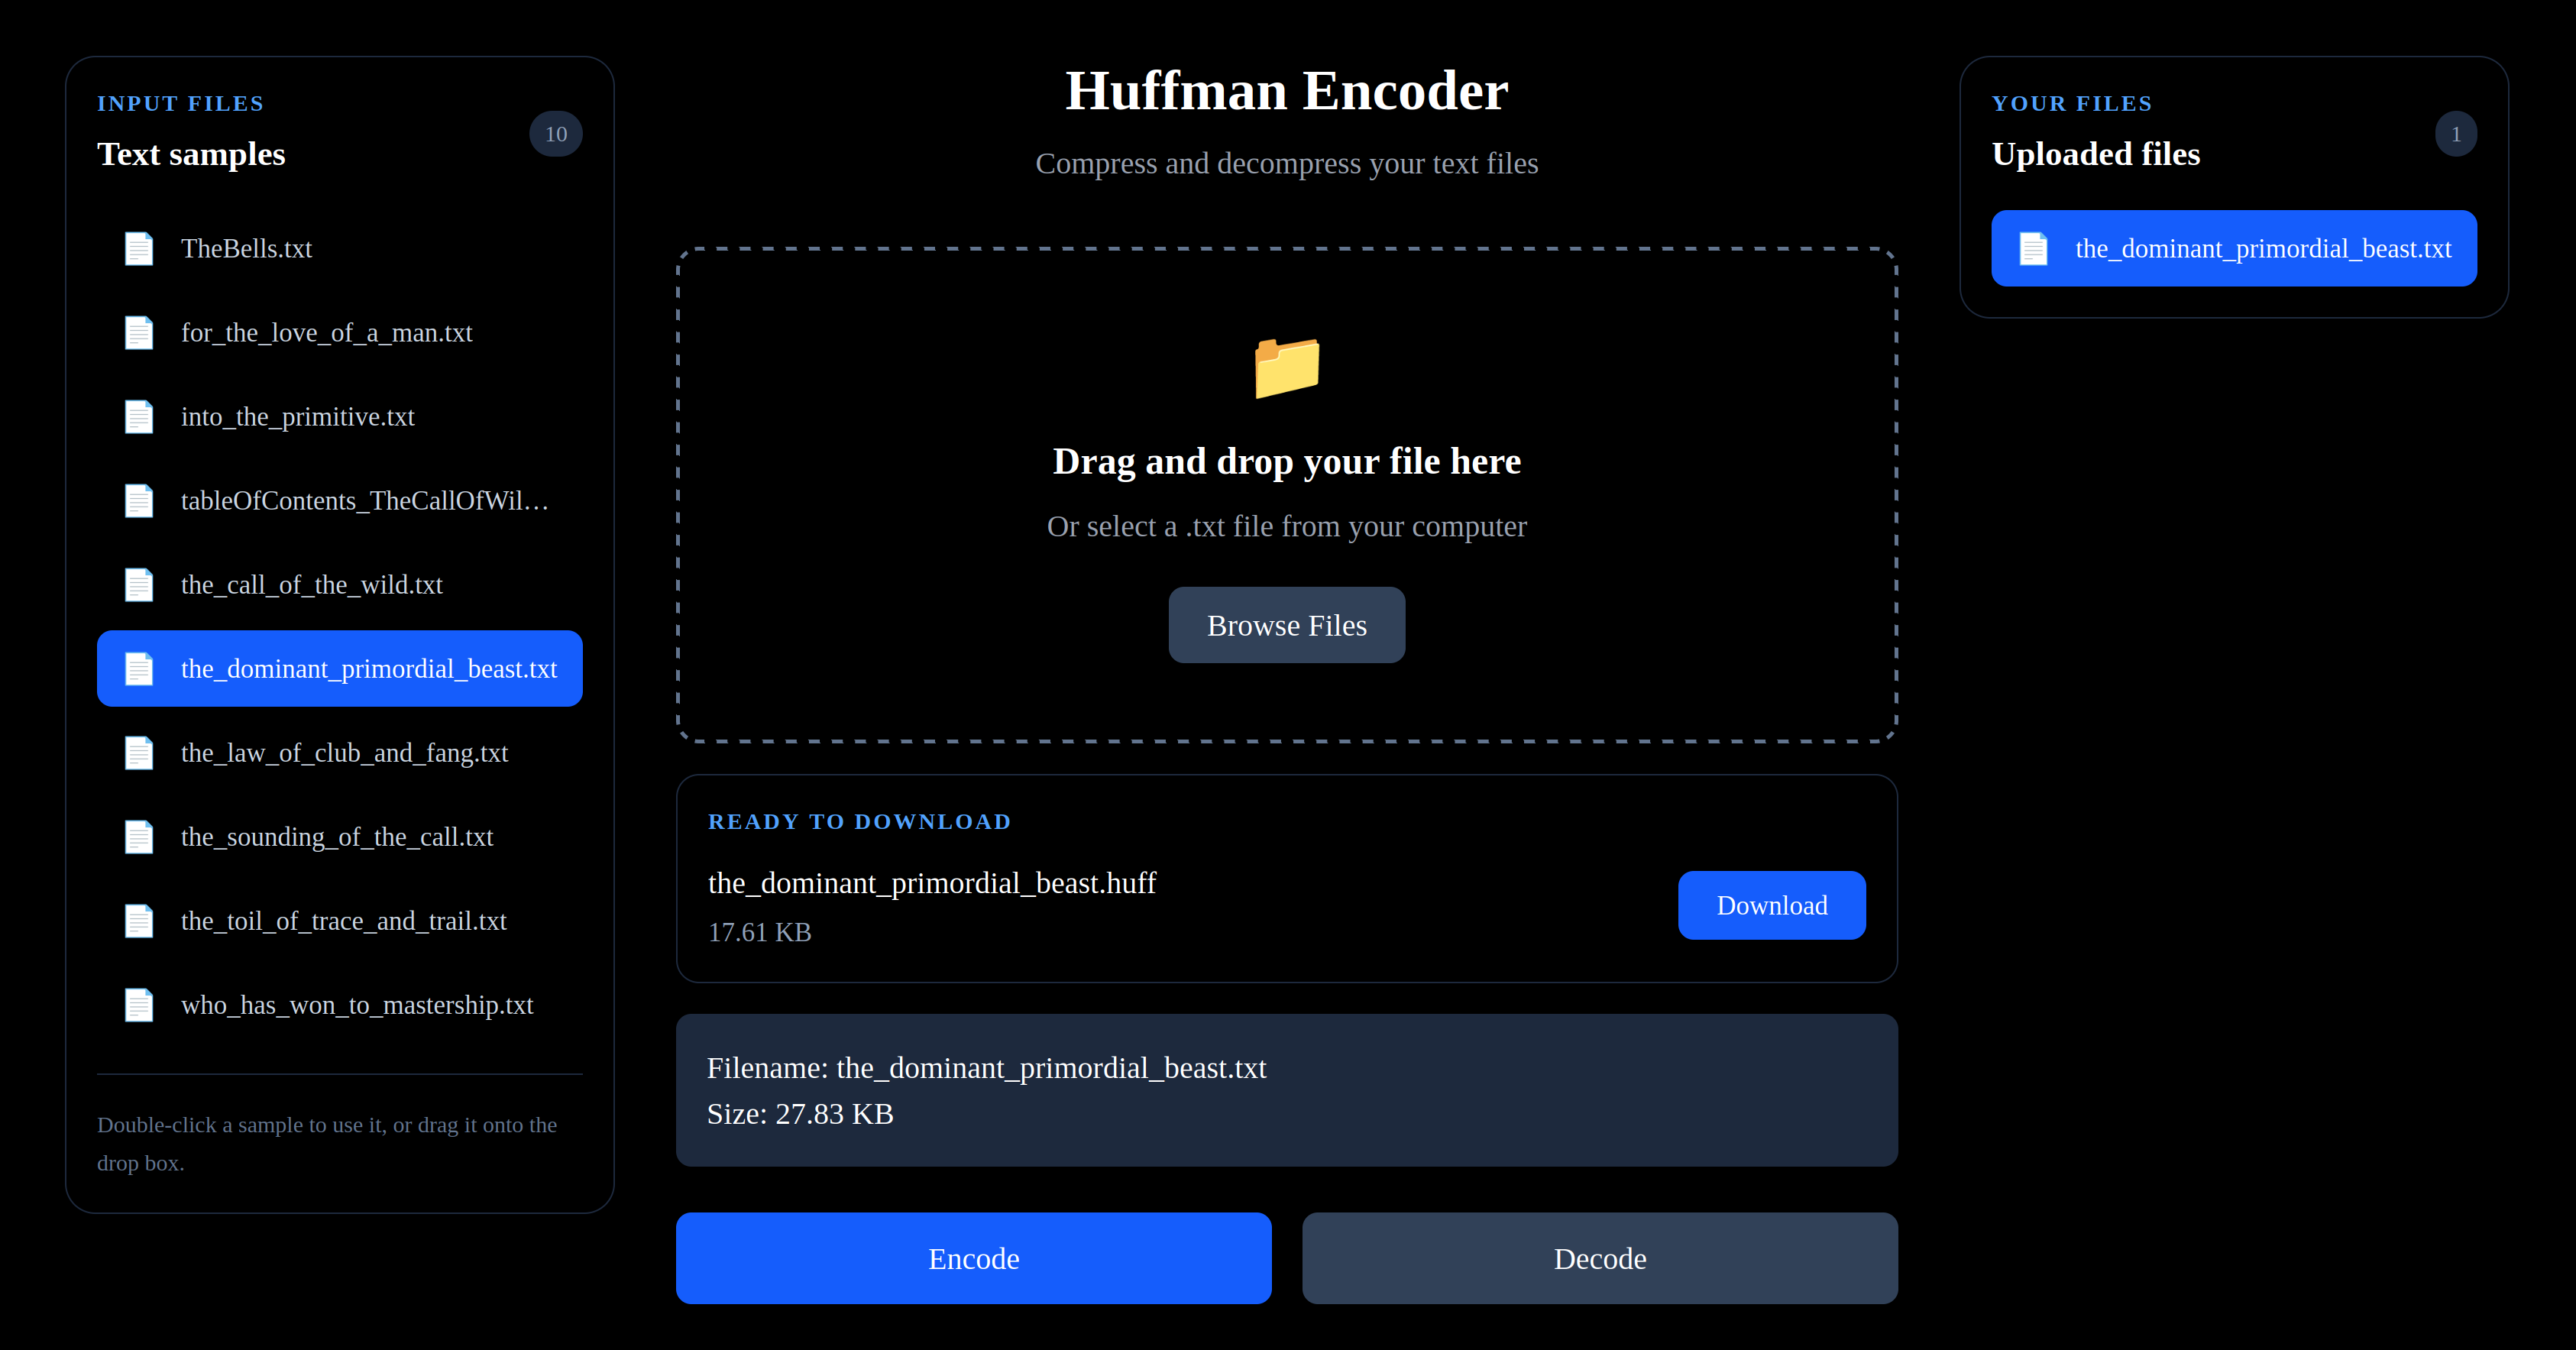 INPUT FILES
Text samples
10
TheBells.txt
for_the_love_of_a_man.txt
into_the_primitive.txt
tableOfContents_TheCallOfWil…
the_call_of_the_wild.txt
the_dominant_primordial_beast.txt
the_law_of_club_and_fang.txt
the_sounding_of_the_call.txt
the_toil_of_trace_and_trail.txt
who_has_won_to_mastership.txt
Double-click a sample to use it, or drag it onto the
drop box.
Huffman Encoder
Compress and decompress your text files
Drag and drop your file here
Or select a .txt file from your computer
Browse Files
READY TO DOWNLOAD
the_dominant_primordial_beast.huff
17.61 KB
Download
Filename: the_dominant_primordial_beast.txt
Size: 27.83 KB
Encode
Decode
YOUR FILES
Uploaded files
1
the_dominant_primordial_beast.txt